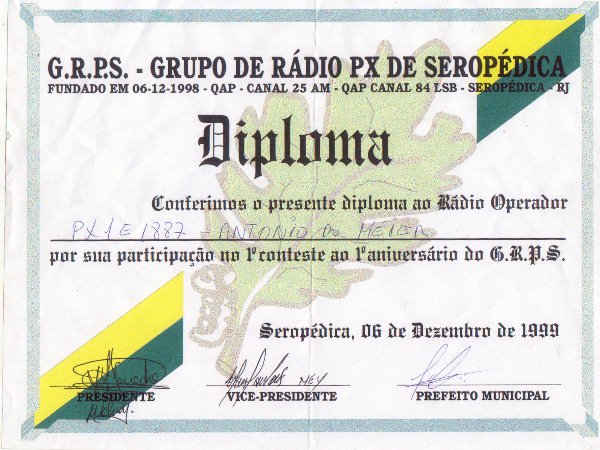 G.R.P.S. - GRUPO DE RÁDIO PX DE SEROPÉDICA
FUNDADO EM 06-12-1998 - QAP - CANAL 25 AM - QAP CANAL 84 LSB - SEROPÉDICA - RJ
Diploma
Conferimos o presente diploma ao Rádio Operador
PX1E1887 - ANTONIO DO MEIER
por sua participação no 1º conteste ao 1º aniversário do G.R.P.S.
Seropédica, 06 de Dezembro de 1999
NEY
PRESIDENTE VICE-PRESIDENTE PREFEITO MUNICIPAL